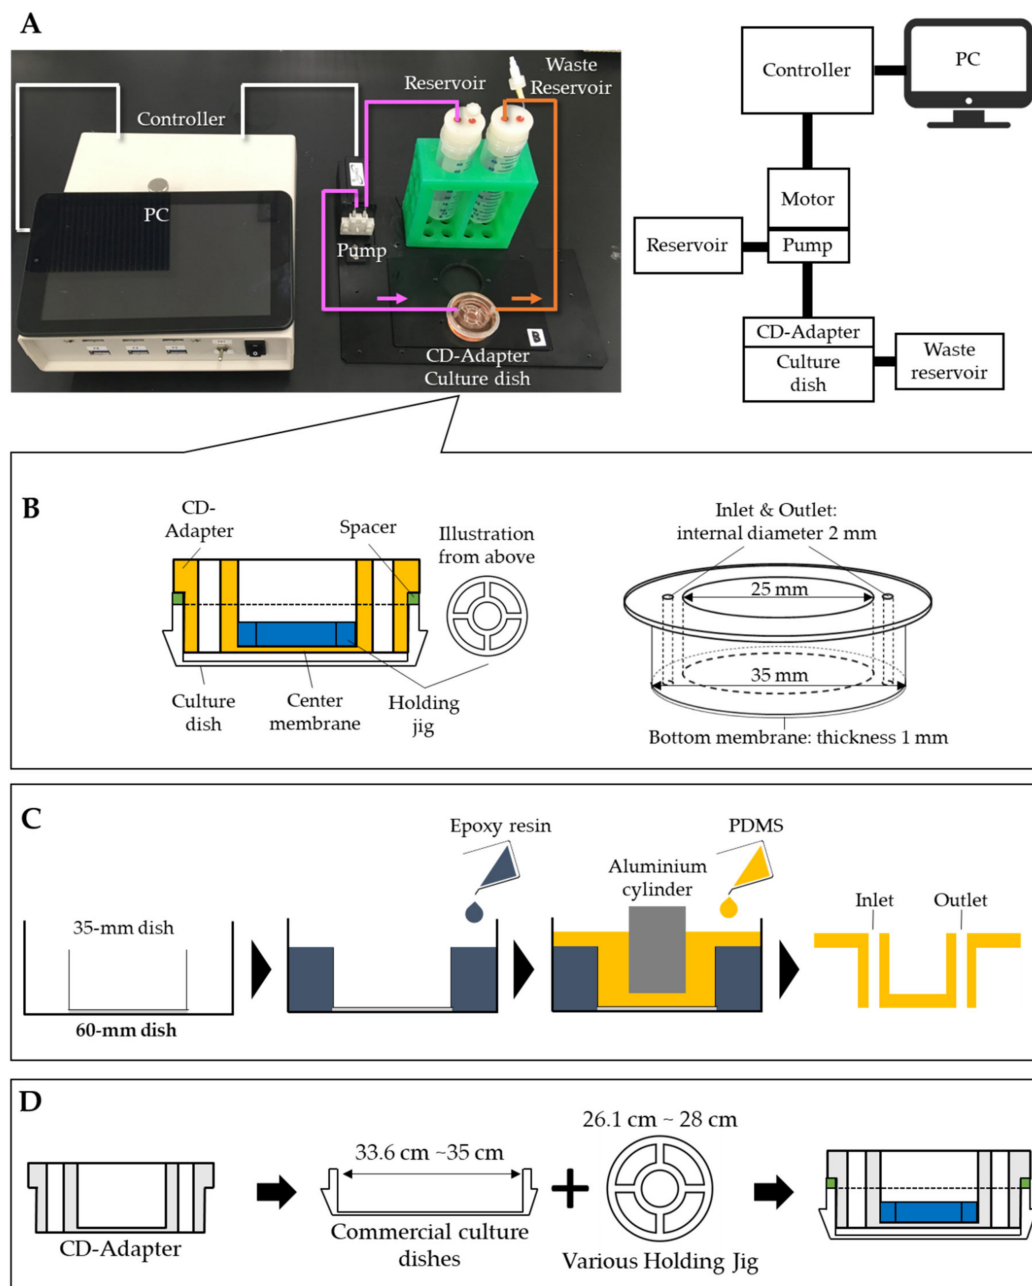 A
Controller
PC
Reservoir
Waste
Reservoir
Pump
CD-Adapter
Culture dish
Controller
PC
Motor
Pump
Reservoir
CD-Adapter
Culture
dish
Waste
reservoir
B
CD-
Adapter
Spacer
Illustration
from above
Culture
dish
Center
membrane
Holding
jig
Inlet & Outlet:
internal diameter 2 mm
25 mm
35 mm
Bottom membrane: thickness 1 mm
C
35-mm dish
60-mm dish
Epoxy resin
Aluminium
cylinder
PDMS
Inlet
Outlet
D
CD-Adapter
33.6 cm ~35 cm
Commercial culture
dishes
26.1 cm ~ 28 cm
Various Holding Jig